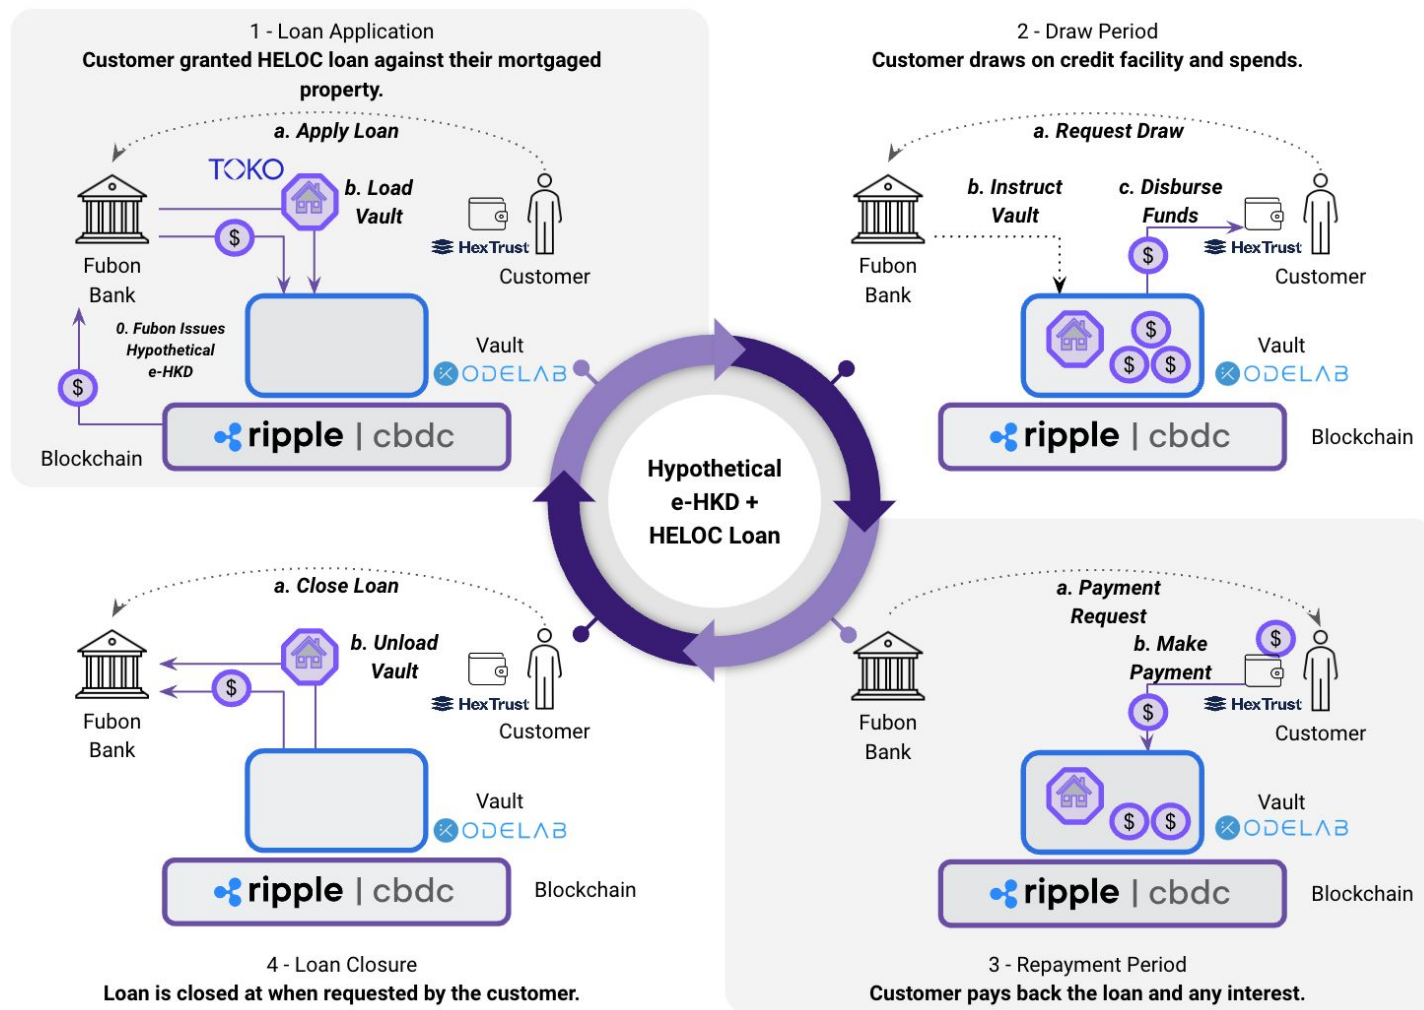 1 - Loan Application
Customer granted HELOC loan against their mortgaged
property.
a. Apply Loan
TOKO
b. Load
Vault
$
HexTrust
Fubon
Bank
Customer
0. Fubon Issues
Hypothetical
e-HKD
$
Vault
KODELAB
ripple | cbdc
Blockchain
2 - Draw Period
Customer draws on credit facility and spends.
a. Request Draw
b. Instruct
Vault
c. Disburse
Funds
$
HexTrust
Fubon
Bank
Customer
$
$ $
Vault
KODELAB
ripple | cbdc
Blockchain
Hypothetical
e-HKD +
HELOC Loan
a. Close Loan
b. Unload
Vault
$
HexTrust
Fubon
Bank
Customer
Vault
KODELAB
ripple | cbdc
Blockchain
4 - Loan Closure
Loan is closed at when requested by the customer.
a. Payment
Request
$
b. Make
Payment
HexTrust
$
Fubon
Bank
Customer
$ $
Vault
KODELAB
ripple | cbdc
Blockchain
3 - Repayment Period
Customer pays back the loan and any interest.